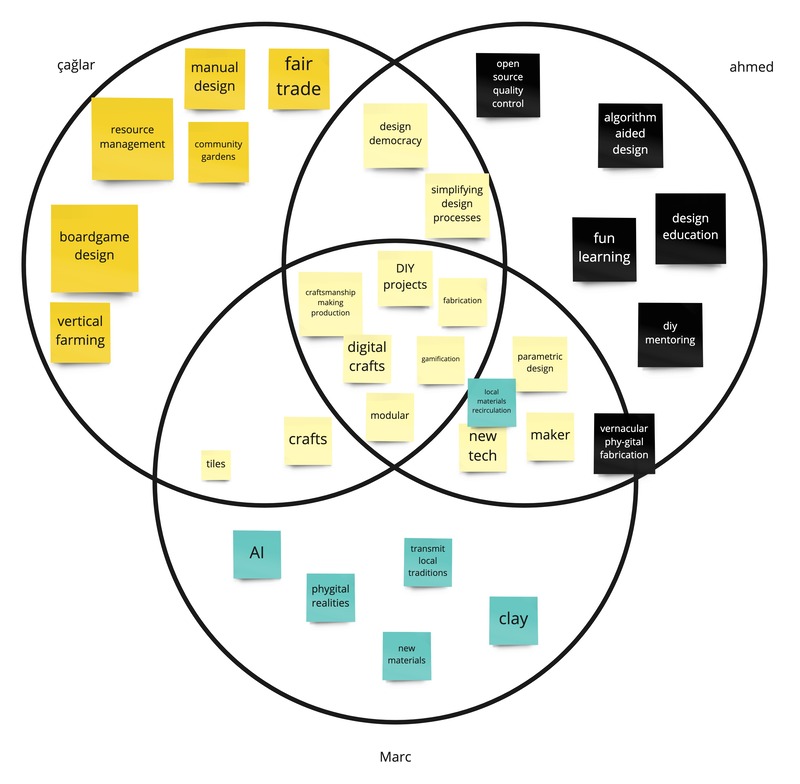 çağlar
ahmed
manual
design
fair
trade
resource
management
community
gardens
boardgame
design
vertical
farming
design
democracy
simplifying
design
processes
open
source
quality
control
algorithm
aided
design
fun
learning
design
education
diy
mentoring
vernacular
phy-gital
fabrication
craftsmanship
making
production
DIY
projects
fabrication
digital
crafts
gamification
modular
parametric
design
local
materials
recirculation
new
tech
maker
crafts
tiles
AI
phygital
realities
transmit
local
traditions
clay
new
materials
Marc